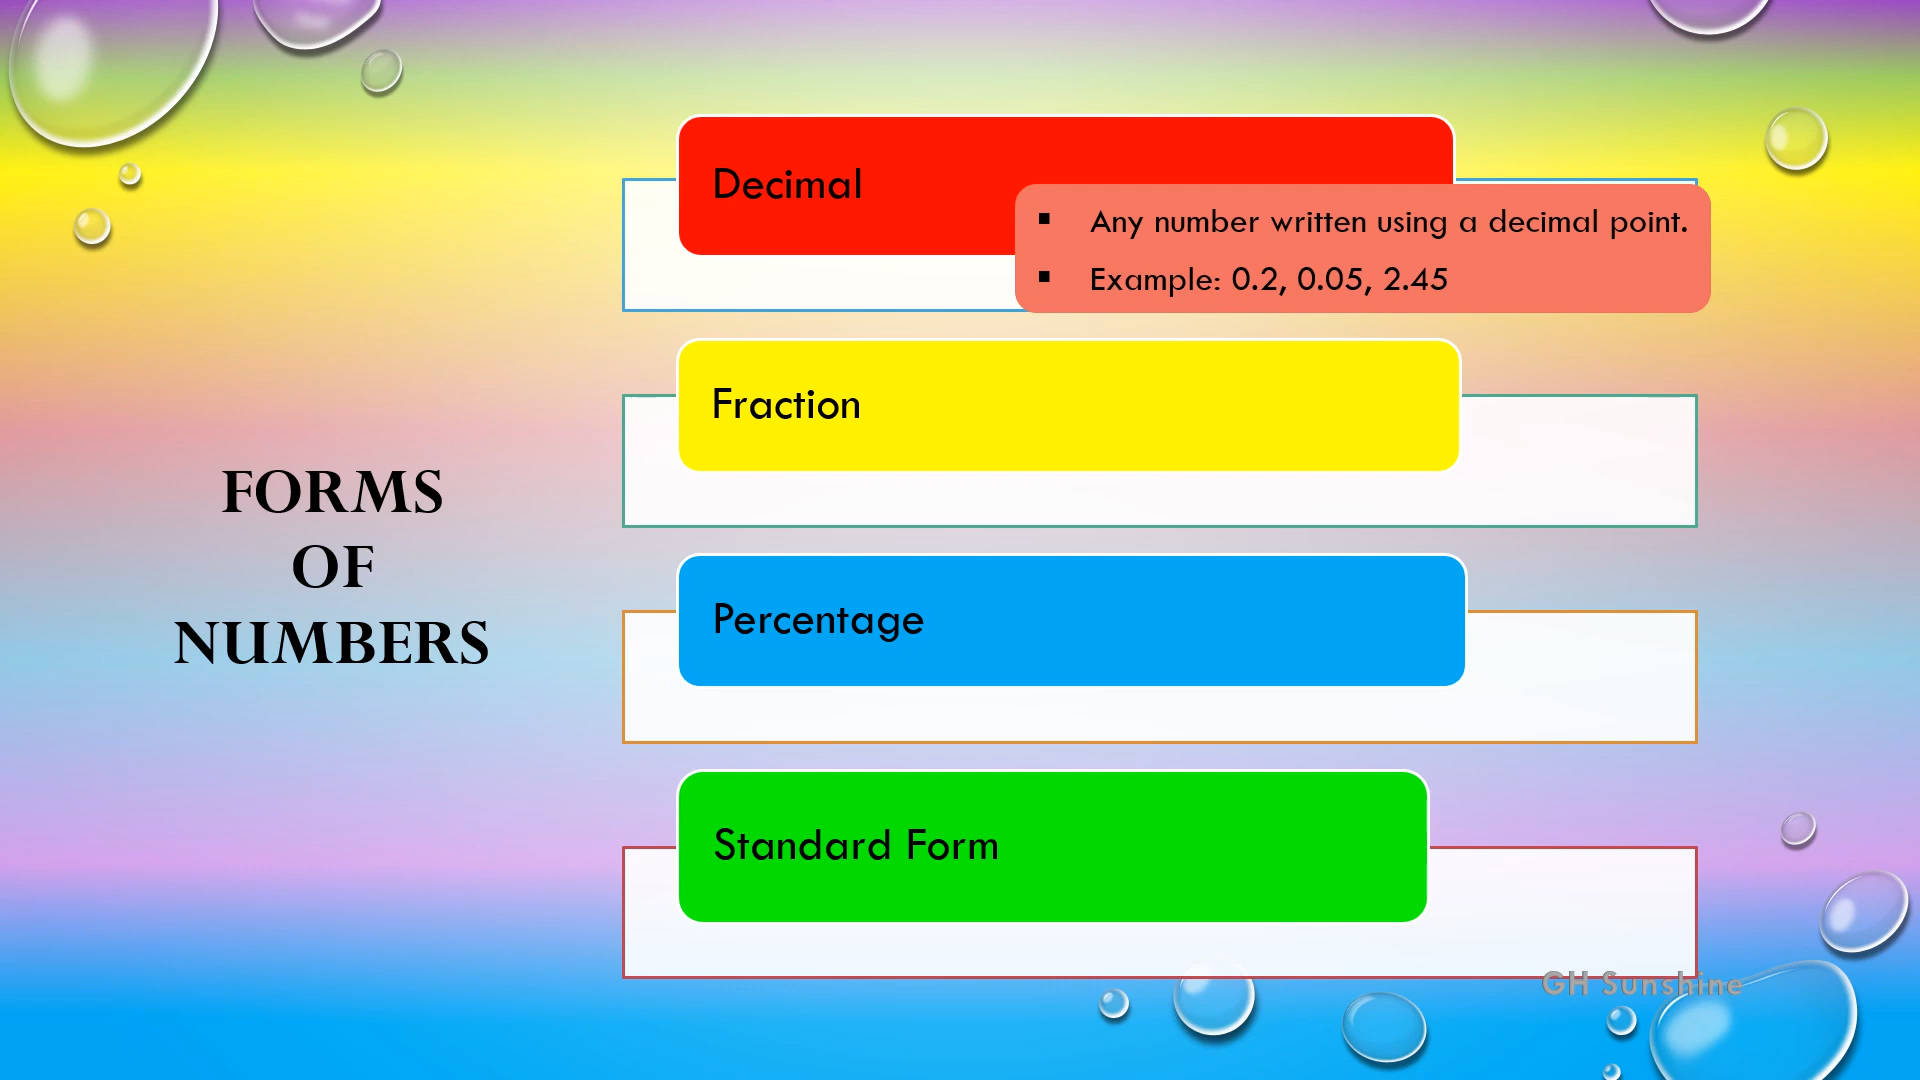 FORMS
OF
NUMBERS
Decimal
▪ Any number written using a decimal point.
▪ Example: 0.2, 0.05, 2.45
Fraction
Percentage
Standard Form
GH Sunshine